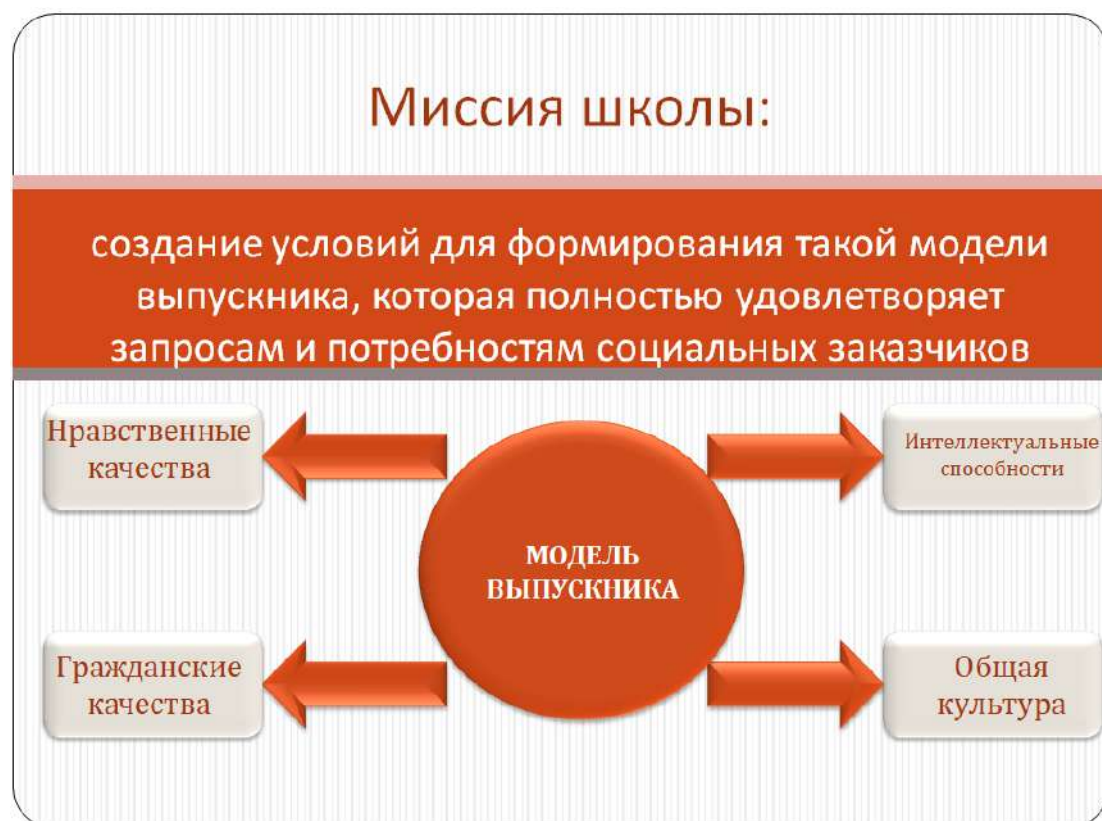 Миссия школы:
создание условий для формирования такой модели
выпускника, которая полностью удовлетворяет
запросам и потребностям социальных заказчиков
Нравственные
качества
Интеллектуальные
способности
МОДЕЛЬ
ВЫПУСКНИКА
Гражданские
качества
Общая
культура